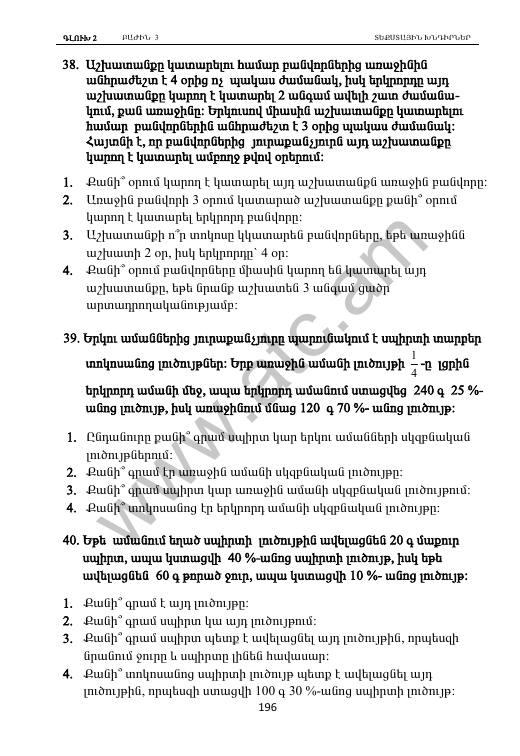 ԳԼՈՒԽ 2 ԲԱԺԻՆ 3 ՏԵՔՍՏԱՅԻՆ ԽՆԴԻՐՆԵՐ
38. Աշխատանքը կատարելու համար բանվորներից առաջինին
անհրաժեշտ է 4 օրից ոչ պակաս ժամանակ, իսկ երկրորդը այդ
աշխատանքը կարող է կատարել 2 անգամ ավելի շատ ժամանա-
կում, քան առաջինը: Երկուսով միասին աշխատանքը կատարելու
համար բանվորներին անհրաժեշտ է 3 օրից պակաս ժամանակ:
Հայտնի է, որ բանվորներից յուրաքանչյուրն այդ աշխատանքը
կարող է կատարել ամբողջ թվով օրերում:
1. Քանի՞ օրում կարող է կատարել այդ աշխատանքն առաջին բանվորը:
2. Առաջին բանվորի 3 օրում կատարած աշխատանքը քանի՞ օրում
կարող է կատարել երկրորդ բանվորը:
3. Աշխատանքի ո՞ր տոկոսը կկատարեն բանվորները, եթե առաջինն
աշխատի 2 օր, իսկ երկրորդը` 4 օր:
4. Քանի՞ օրում բանվորները միասին կարող են կատարել այդ
աշխատանքը, եթե նրանք աշխատեն 3 անգամ ցածր
արտադրողականությամբ:
39. Երկու ամաններից յուրաքանչյուրը պարունակում է սպիրտի տարբեր
տոկոսանոց լուծույթներ: Երբ առաջին ամանի լուծույթի 1/4 -ը լցրին
երկրորդ ամանի մեջ, ապա երկրորդ ամանում ստացվեց 240 գ 25 %-
անոց լուծույթ, իսկ առաջինում մնաց 120 գ 70 %- անոց լուծույթ:
1. Ընդանուրը քանի՞ գրամ սպիրտ կար երկու ամանների սկզբնական
լուծույթներում:
2. Քանի՞ գրամ էր առաջին ամանի սկզբնական լուծույթը:
3. Քանի՞ գրամ սպիրտ կար առաջին ամանի սկզբնական լուծույթում:
4. Քանի՞ տոկոսանոց էր երկրորդ ամանի սկզբնական լուծույթը:
40. Եթե ամանում եղած սպիրտի լուծույթին ավելացնեն 20 գ մաքուր
սպիրտ, ապա կստացվի 40 %-անոց սպիրտի լուծույթ, իսկ եթե
ավելացնեն 60 գ թորած ջուր, ապա կստացվի 10 %- անոց լուծույթ:
1. Քանի՞ գրամ է այդ լուծույթը:
2. Քանի՞ գրամ սպիրտ կա այդ լուծույթում:
3. Քանի՞ գրամ սպիրտ պետք է ավելացնել այդ լուծույթին, որպեսզի
նրանում ջուրը և սպիրտը լինեն հավասար:
4. Քանի՞ տոկոսանոց սպիրտի լուծույթ պետք է ավելացնել այդ
լուծույթին, որպեսզի ստացվի 100 գ 30 %-անոց սպիրտի լուծույթ:
196
www.atc.am